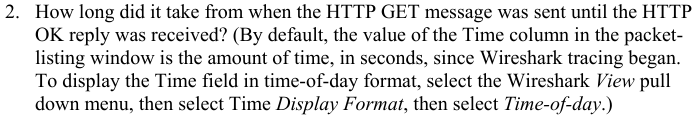 2. How long did it take from when the HTTP GET message was sent until the HTTP
OK reply was received? (By default, the value of the Time column in the packet-
listing window is the amount of time, in seconds, since Wireshark tracing began.
To display the Time field in time-of-day format, select the Wireshark View pull
down menu, then select Time Display Format, then select Time-of-day.)